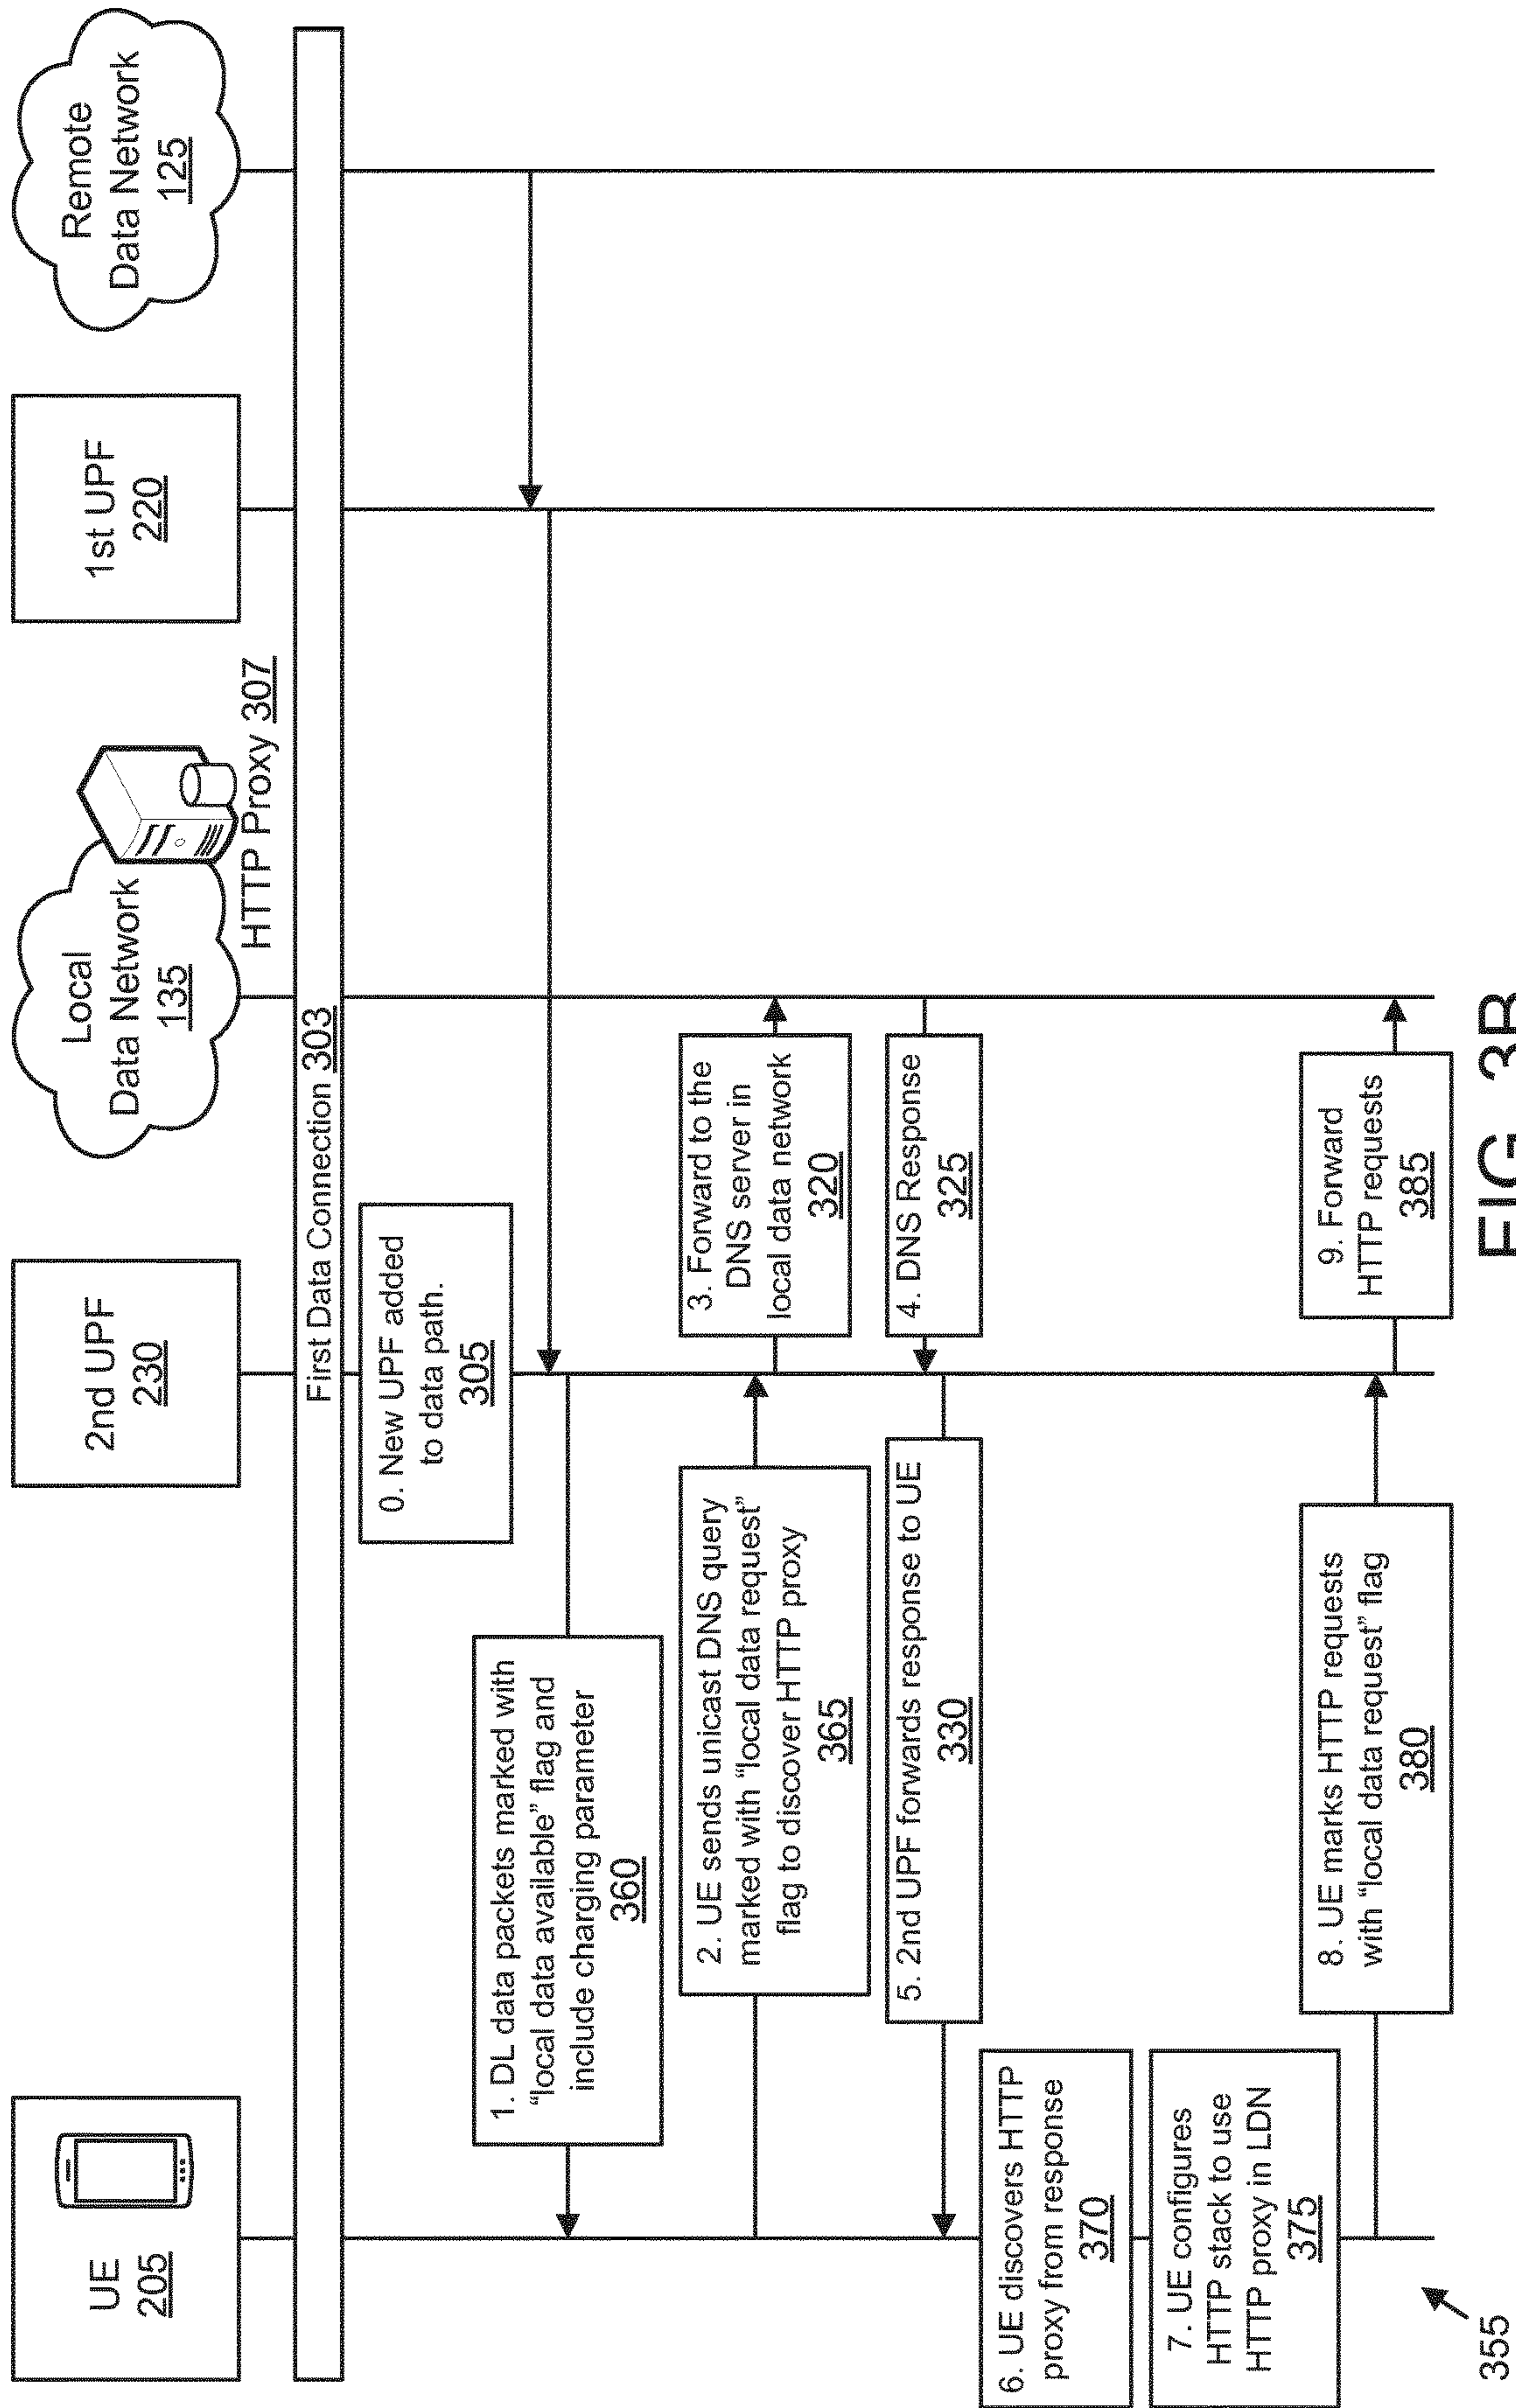 UE
205
2nd UPF
230
Local
Data Network
135
HTTP Proxy 307
1st UPF
220
Remote
Data Network
125
First Data Connection 303
0. New UPF added
to data path.
305
1. DL data packets marked with
“local data available” flag and
include charging parameter
360
2. UE sends unicast DNS query
marked with “local data request”
flag to discover HTTP proxy
365
3. Forward to the
DNS server in
local data network
320
4. DNS Response
325
5. 2nd UPF forwards response to UE
330
6. UE discovers HTTP
proxy from response
370
7. UE configures
HTTP stack to use
HTTP proxy in LDN
375
8. UE marks HTTP requests
with “local data request” flag
380
9. Forward
HTTP requests
385
355
FIG. 3B